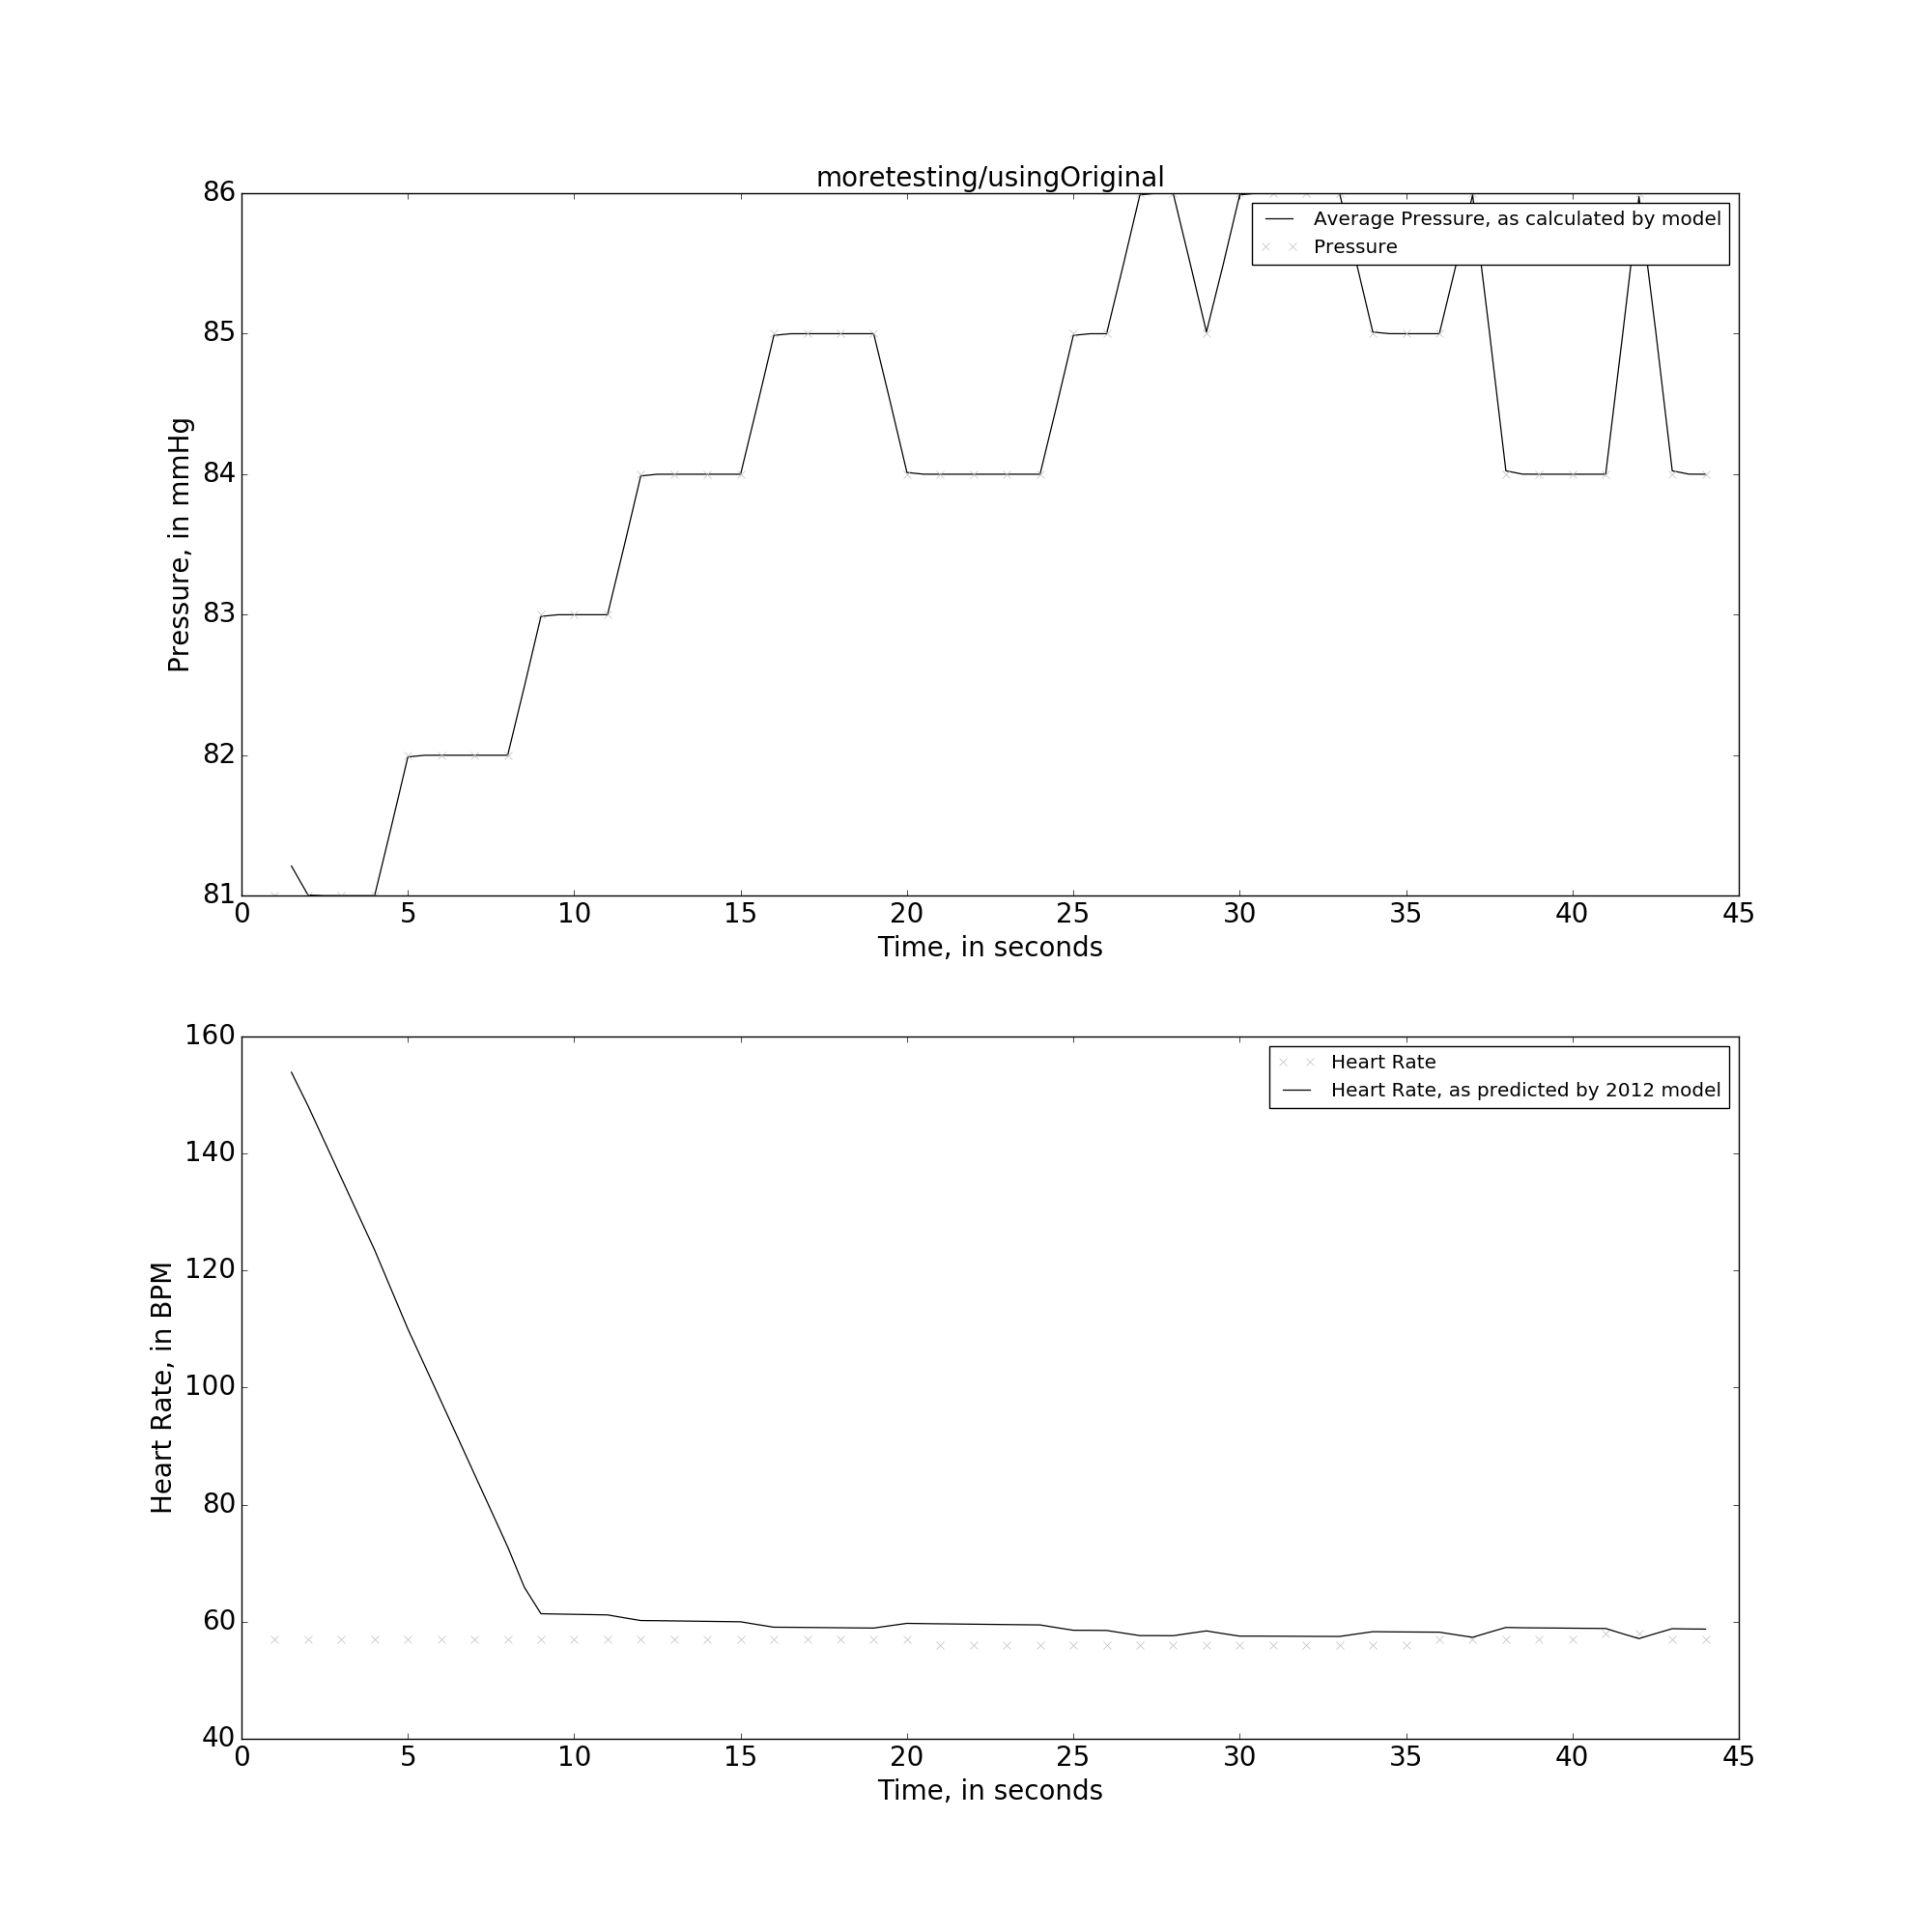 moretesting/usingOriginal
86
85
84
83
82
81
Pressure, in mmHg
Average Pressure, as calculated by model
Pressure
0 5 10 15 20 25 30 35 40 45
Time, in seconds
160
140
120
100
80
60
40
Heart Rate, in BPM
Heart Rate
Heart Rate, as predicted by 2012 model
0 5 10 15 20 25 30 35 40 45
Time, in seconds